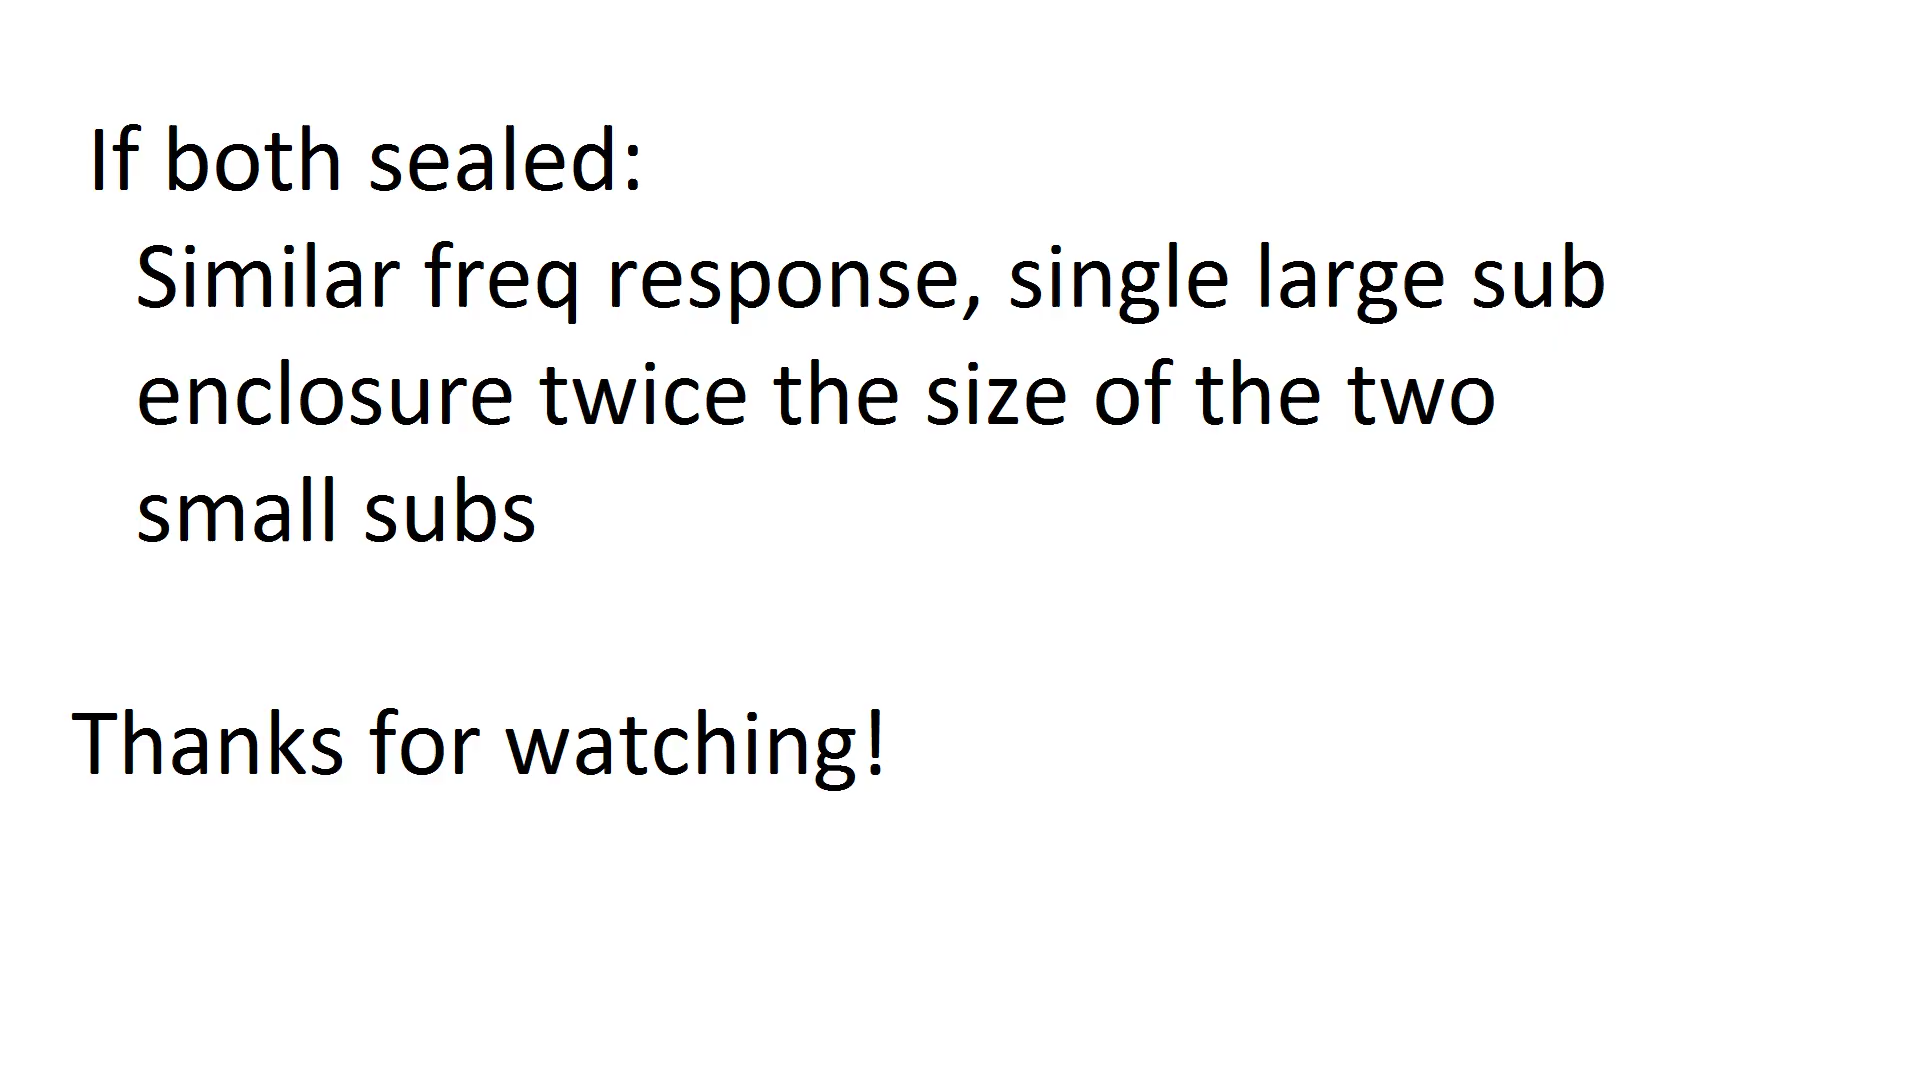 If both sealed:
Similar freq response, single large sub
enclosure twice the size of the two
small subs
Thanks for watching!